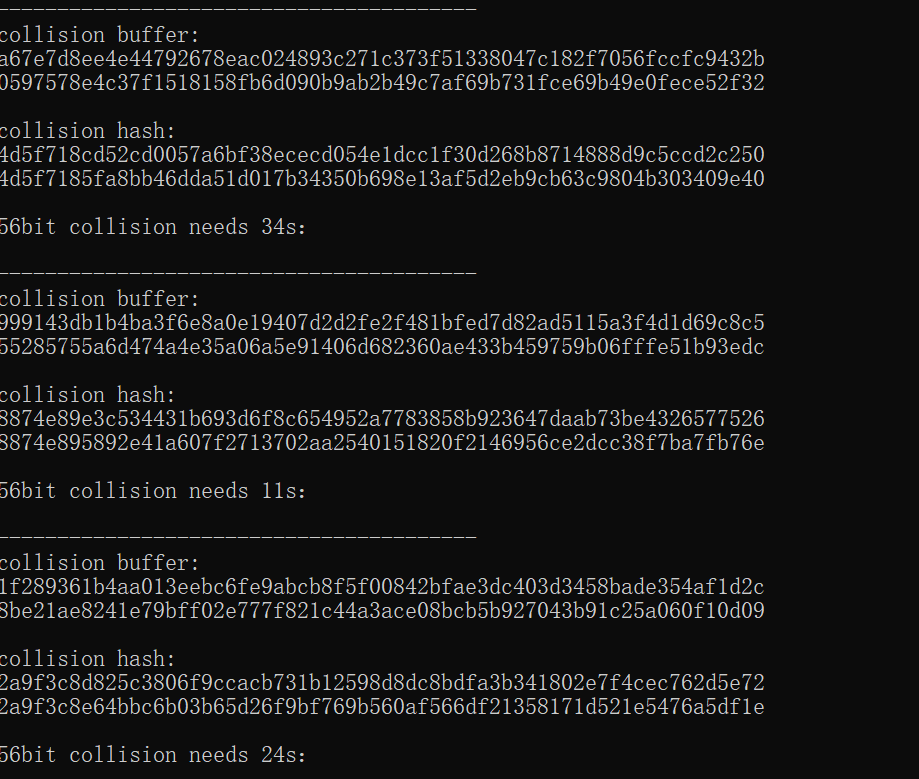 ----------------------------------------
collision buffer:
a67e7d8ee4e44792678eac024893c271c373f51338047c182f7056fccfc9432b
0597578e4c37f1518158fb6d090b9ab2b49c7af69b731fce69b49e0fece52f32
collision hash:
4d5f718cd52cd0057a6bf38ececd054e1dcc1f30d268b8714888d9c5ccd2c250
4d5f7185fa8bb46dda51d017b34350b698e13af5d2eb9cb63c9804b303409e40
56bit collision needs 34s:
----------------------------------------
collision buffer:
999143db1b4ba3f6e8a0e19407d2d2fe2f481bfed7d82ad5115a3f4d1d69c8c5
55285755a6d474a4e35a06a5e91406d682360ae433b459759b06fffe51b93edc
collision hash:
8874e89e3c534431b693d6f8c654952a7783858b923647daab73be4326577526
8874e895892e41a607f2713702aa2540151820f2146956ce2dcc38f7ba7fb76e
56bit collision needs 11s:
----------------------------------------
collision buffer:
1f289361b4aa013eebc6fe9abcb8f5f00842bfae3dc403d3458bade354af1d2c
8be21ae8241e79bff02e777f821c44a3ace08bcb5b927043b91c25a060f10d09
collision hash:
2a9f3c8d825c3806f9ccacb731b12598d8dc8bdfa3b341802e7f4cec762d5e72
2a9f3c8e64bbc6b03b65d26f9bf769b560af566df21358171d521e5476a5df1e
56bit collision needs 24s: